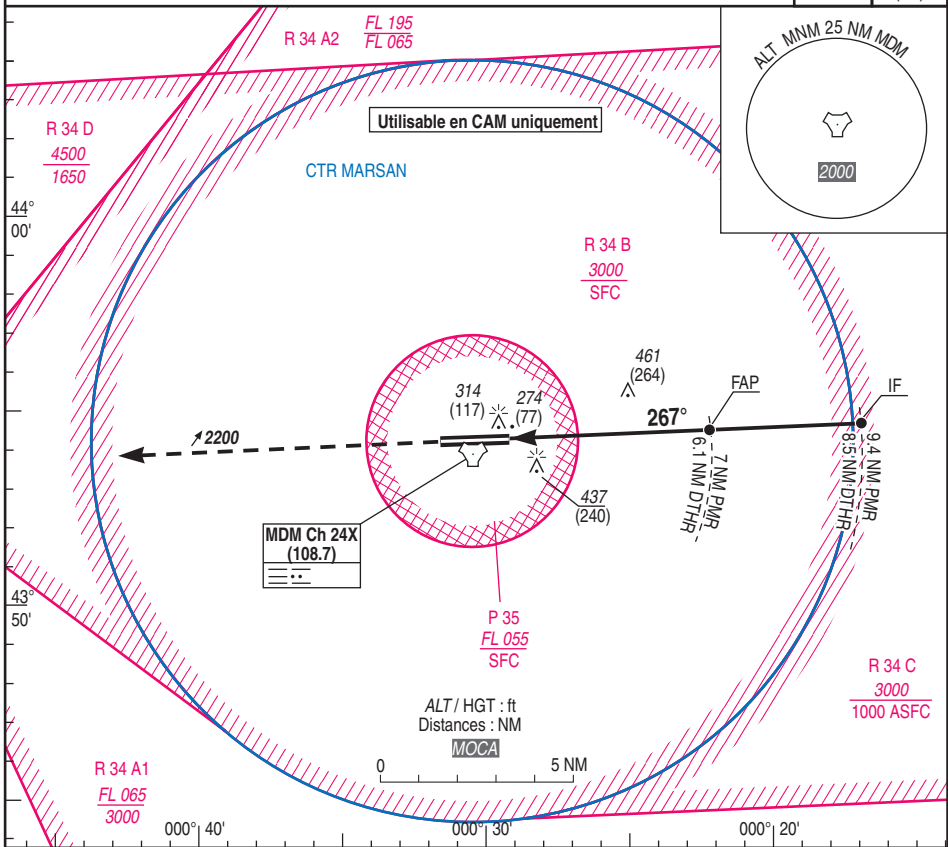 FL 195
R 34 A2
FL 065
ALT MNM 25 NM MDM
2000
Utilisable en CAM uniquement
R 34 D
4500
1650
CTR MARSAN
44°
00'
R 34 B
3000
SFC
461
(264)
FAP
IF
314
(117)
274
(77)
267°
2200
7 NM PMR
6.1 NM DTHR
9.4 NM PMR
8.5 NM DTHR
437
(240)
MDM Ch 24X
(108.7)
43°
50'
P 35
FL 055
SFC
R 34 C
3000
1000 ASFC
ALT / HGT : ft
Distances : NM
MOCA
0 5 NM
R 34 A1
FL 065
3000
000° 40'
000° 30'
000° 20'